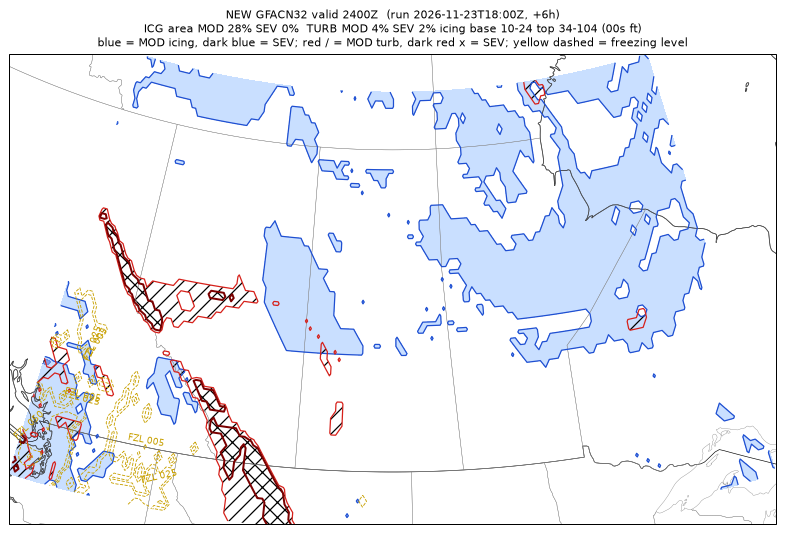 NEW GFACN32 valid 2400Z  (run 2026-11-23T18:00Z, +6h)
ICG area MOD 28% SEV 0%  TURB MOD 4% SEV 2% icing base 10-24 top 34-104 (00s ft)
blue = MOD icing, dark blue = SEV; red / = MOD turb, dark red x = SEV; yellow dashed = freezing level
FZL 005